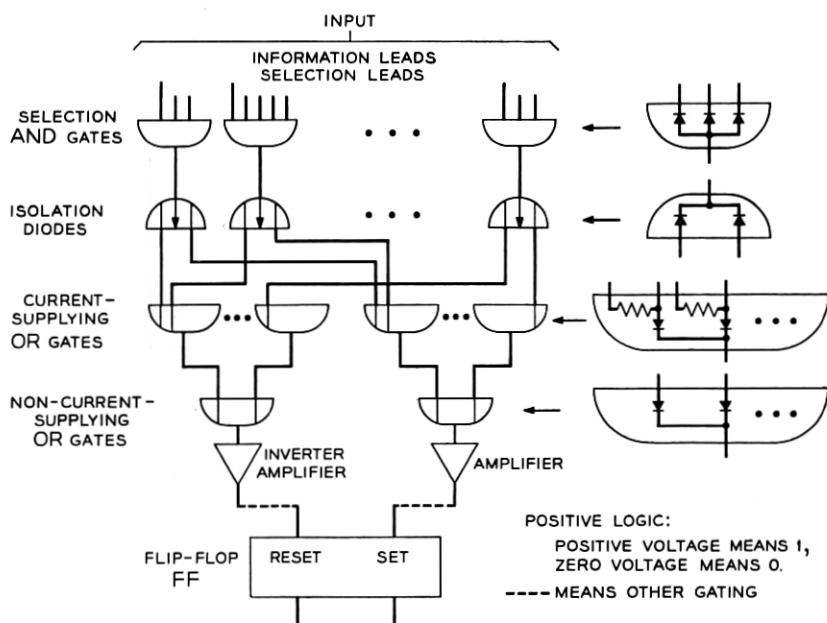 INPUT
INFORMATION LEADS
SELECTION LEADS
SELECTION
AND GATES
ISOLATION
DIODES
CURRENT-
SUPPLYING
OR GATES
NON-CURRENT-
SUPPLYING
OR GATES
INVERTER
AMPLIFIER
AMPLIFIER
FLIP-FLOP
FF
RESET
SET
POSITIVE LOGIC:
POSITIVE VOLTAGE MEANS 1,
ZERO VOLTAGE MEANS 0.
---- MEANS OTHER GATING